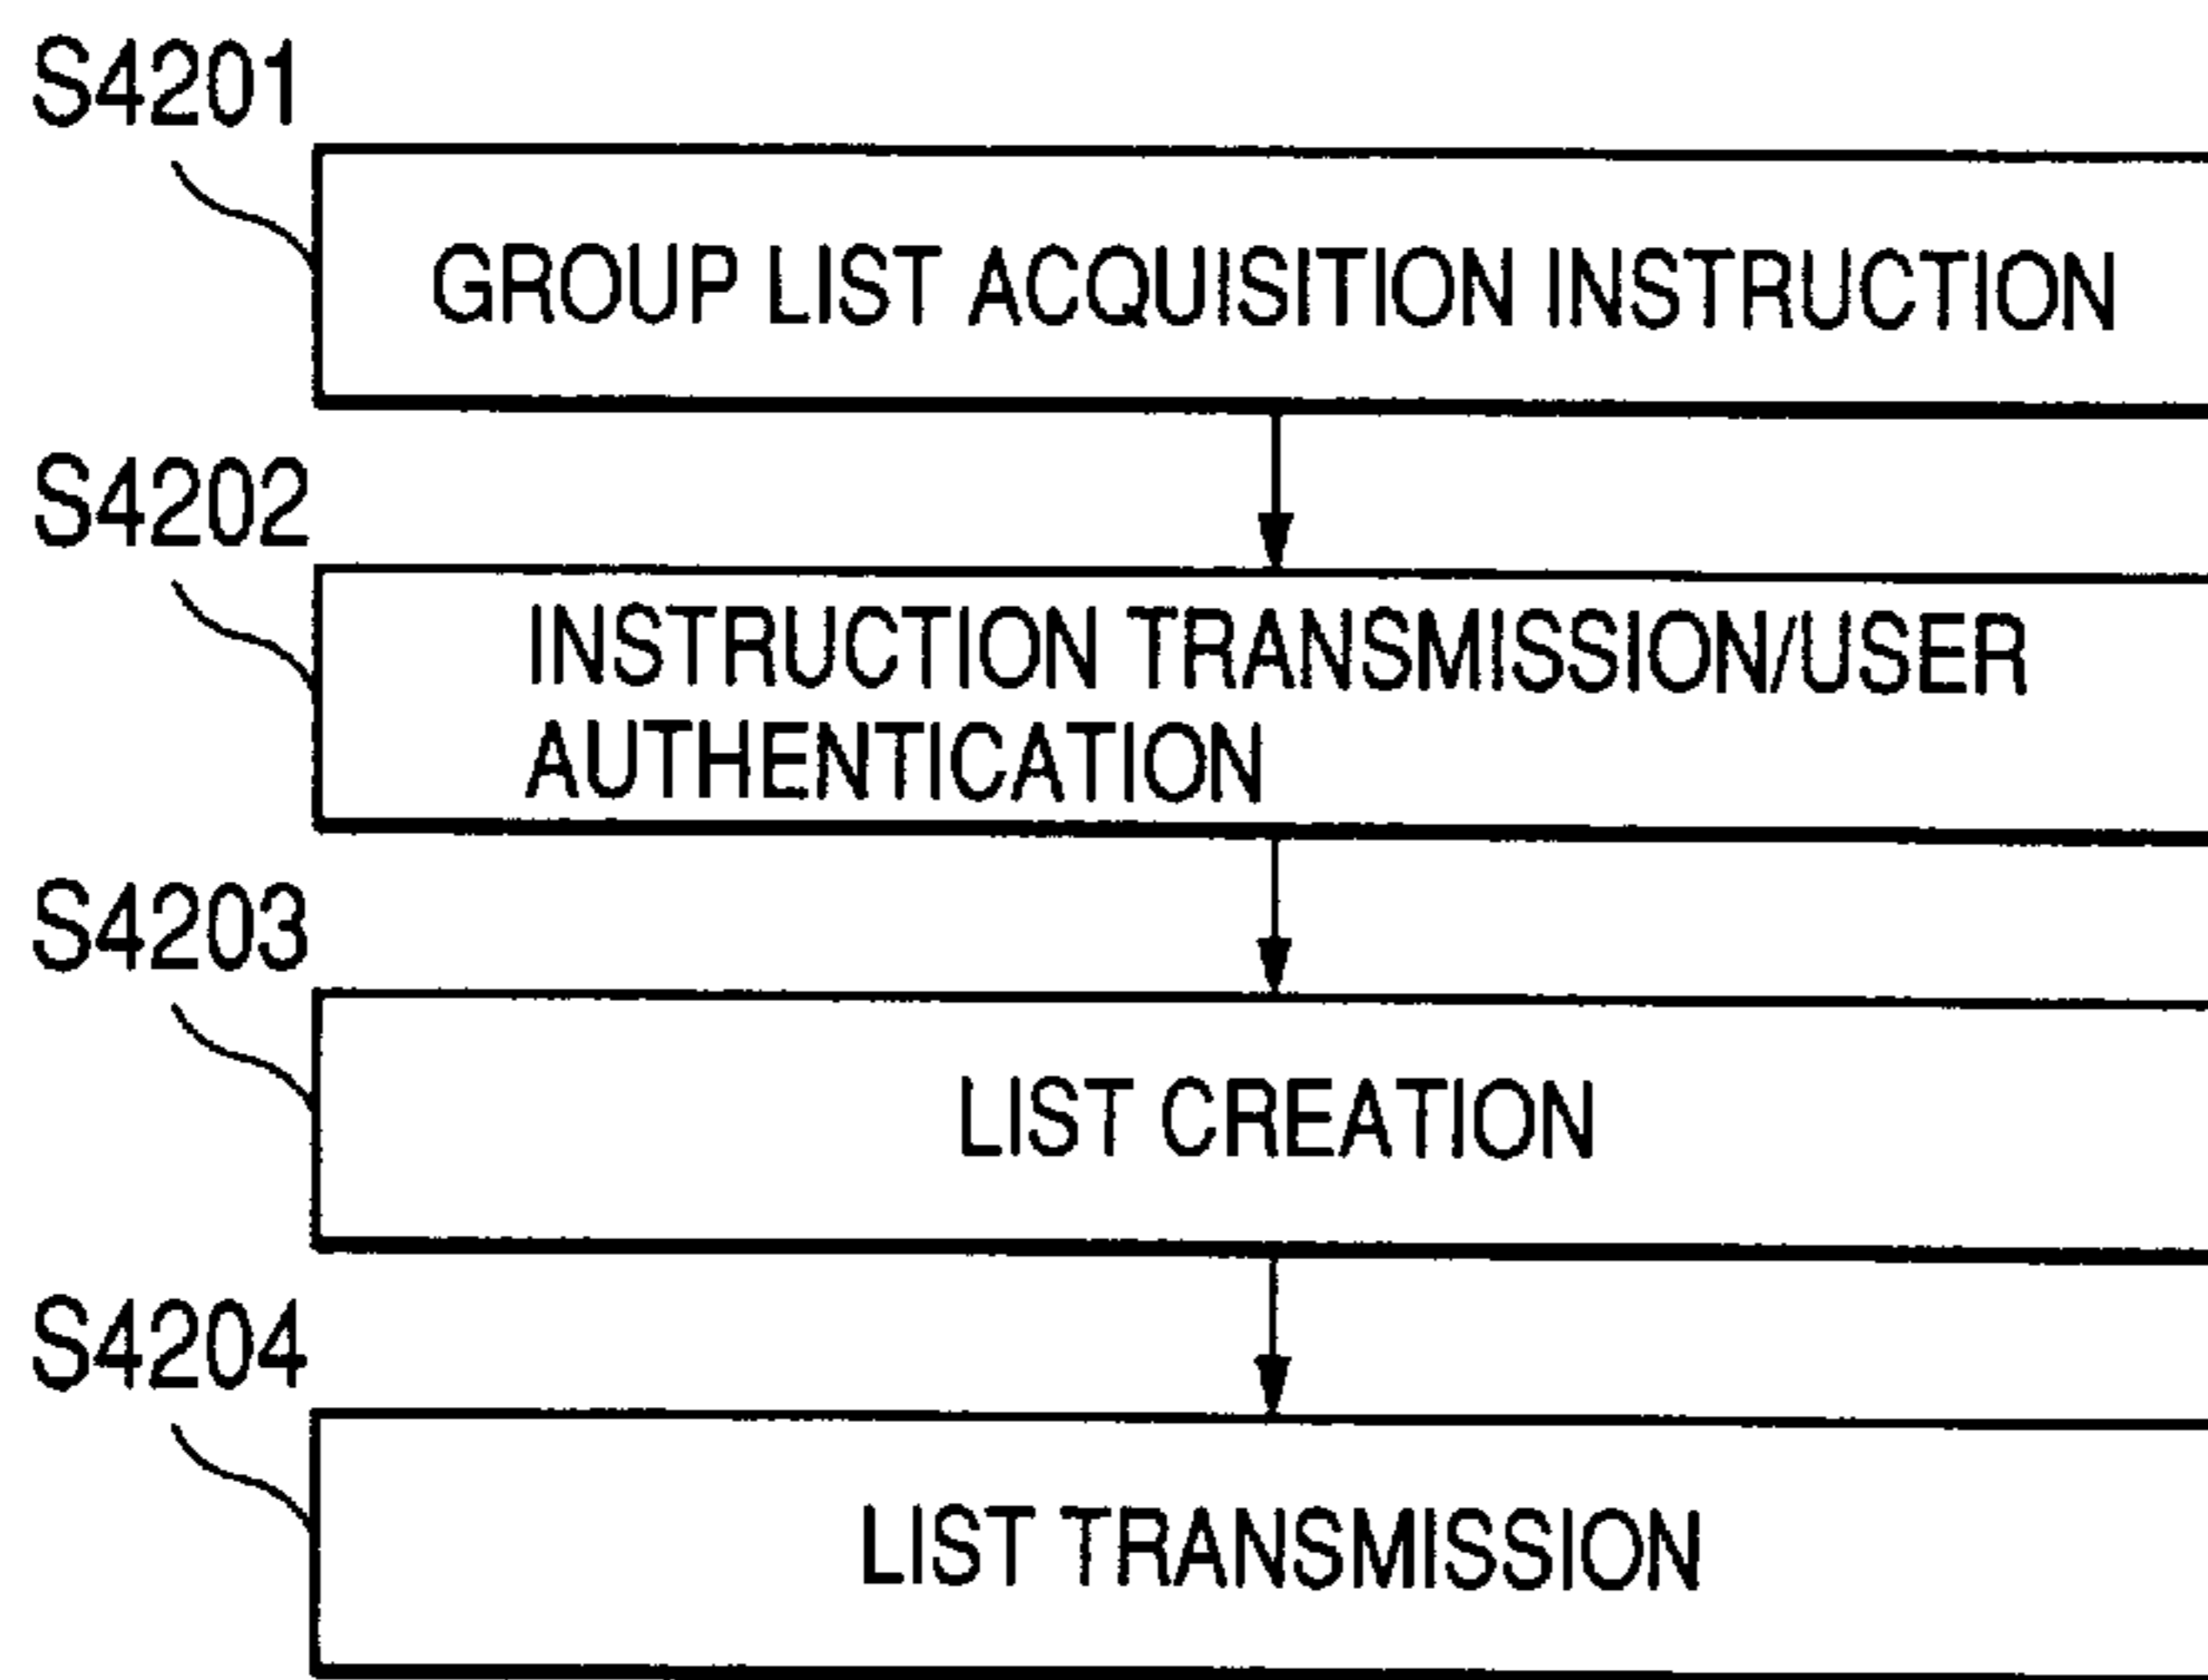 S4201
GROUP LIST ACQUISITION INSTRUCTION
S4202
INSTRUCTION TRANSMISSION/USER
AUTHENTICATION
S4203
LIST CREATION
S4204
LIST TRANSMISSION